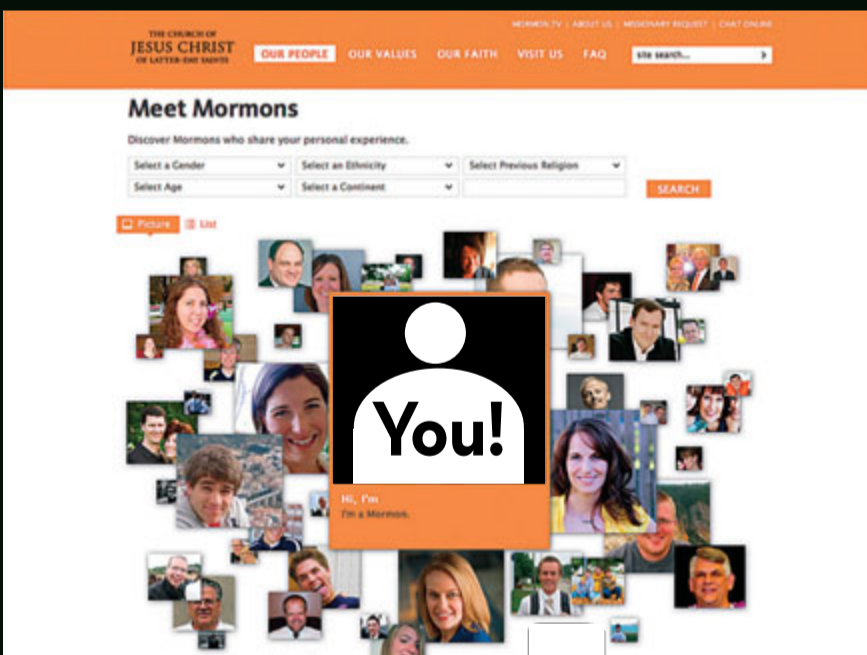 MORMON TV | ABOUT US | MISSIONARY REQUEST | CHAT ONLINE
THE CHURCH OF
JESUS CHRIST
OF LATTER-DAY SAINTS
OUR PEOPLE OUR VALUES OUR FAITH VISIT US FAQ site search...
Meet Mormons
Discover Mormons who share your personal experience.
Select a Gender Select an Ethnicity Select Previous Religion
Select Age Select a Continent SEARCH
Picture List
You!
Hi, I'm
I'm a Mormon.